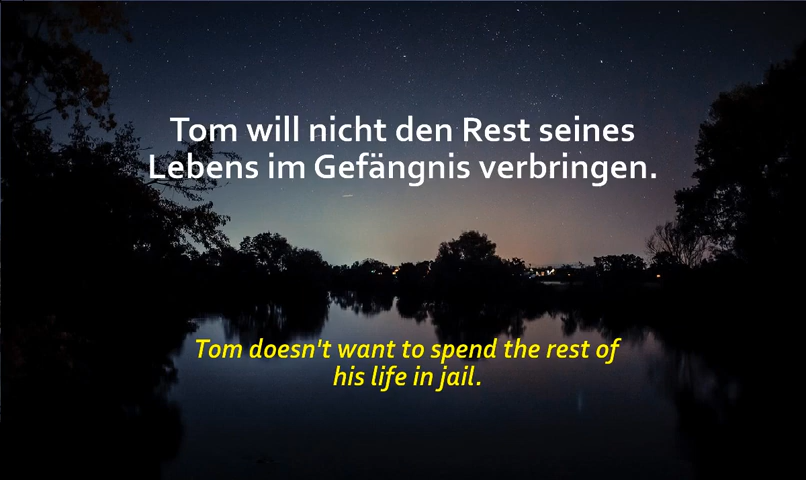 Tom will nicht den Rest seines
Lebens im Gefängnis verbringen.
Tom doesn't want to spend the rest of
his life in jail.